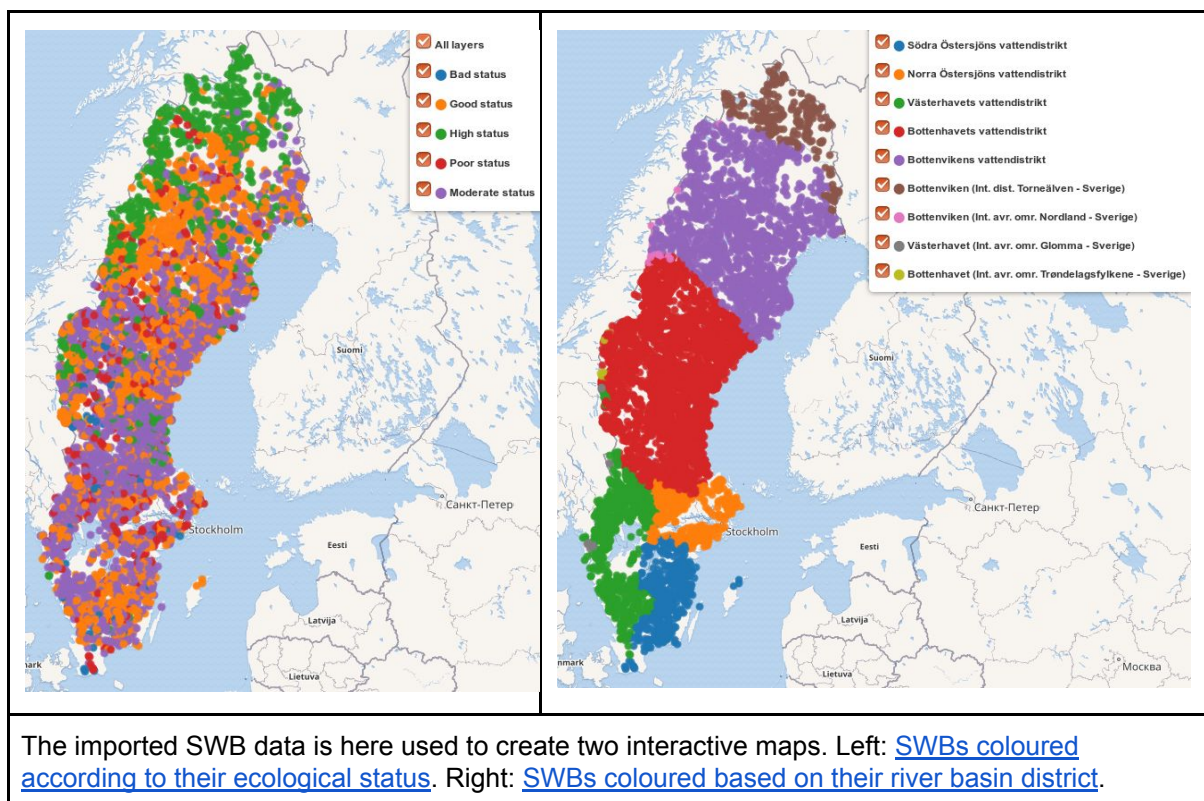 All layers
Bad status
Good status
High status
Poor status
Moderate status
Suomi
Санкт-Петер
Stockholm
Eesti
Latvija
mark
Lietuva
Södra Östersjöns vattendistrikt
Norra Östersjöns vattendistrikt
Västerhavets vattendistrikt
Bottenhavets vattendistrikt
Bottenvikens vattendistrikt
Bottenviken (Int. dist. Torneälven - Sverige)
Bottenviken (Int. avr. omr. Nordland - Sverige)
Västerhavet (Int. avr. omr. Glomma - Sverige)
Bottenhavet (Int. avr. omr. Trøndelagsfylkene - Sverige)
Suomi
Санкт-Петер
Stockholm
Eesti
Latvija
nmark
Lietuva
Москва
The imported SWB data is here used to create two interactive maps. Left: SWBs coloured
according to their ecological status. Right: SWBs coloured based on their river basin district.